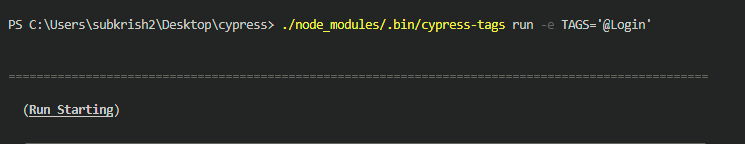 PS C:\Users\subkrish2\Desktop\cypress> ./node_modules/.bin/cypress-tags run -e TAGS='@Login'
====================================================================================================
(Run Starting)